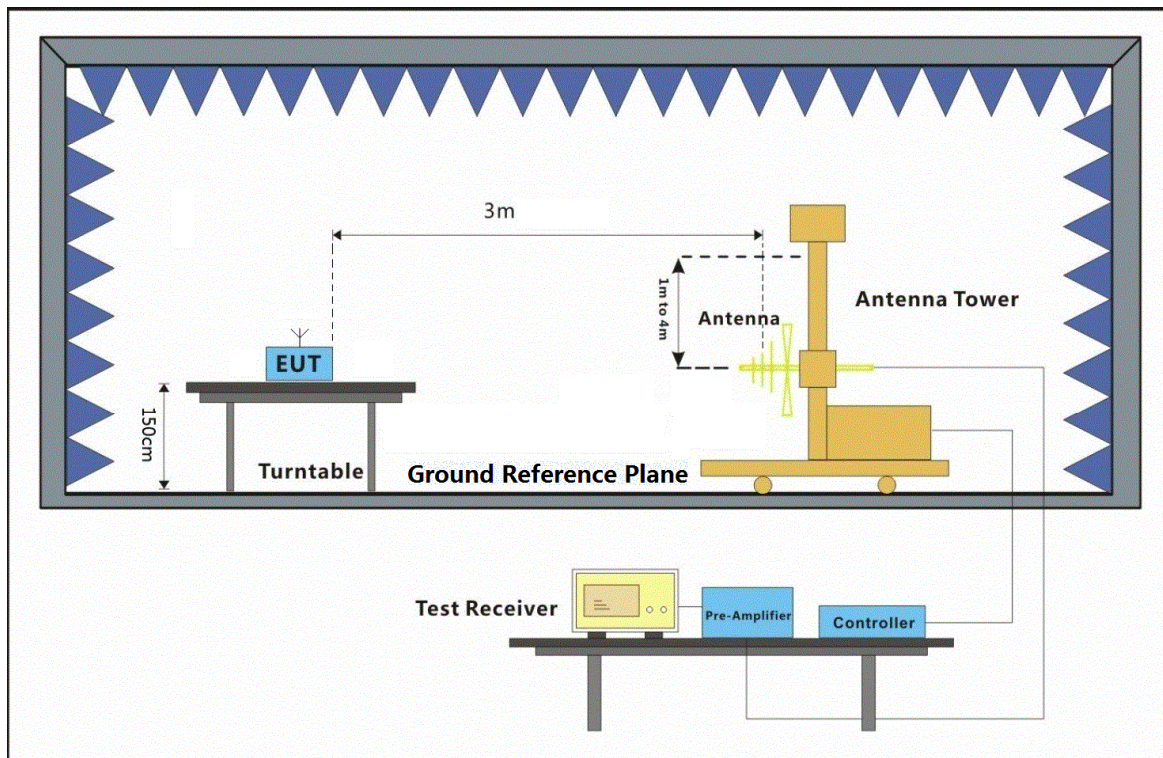 3m
1m to 4m
Antenna
Antenna Tower
EUT
150cm
Turntable
Ground Reference Plane
Test Receiver
Pre-Amplifier
Controller